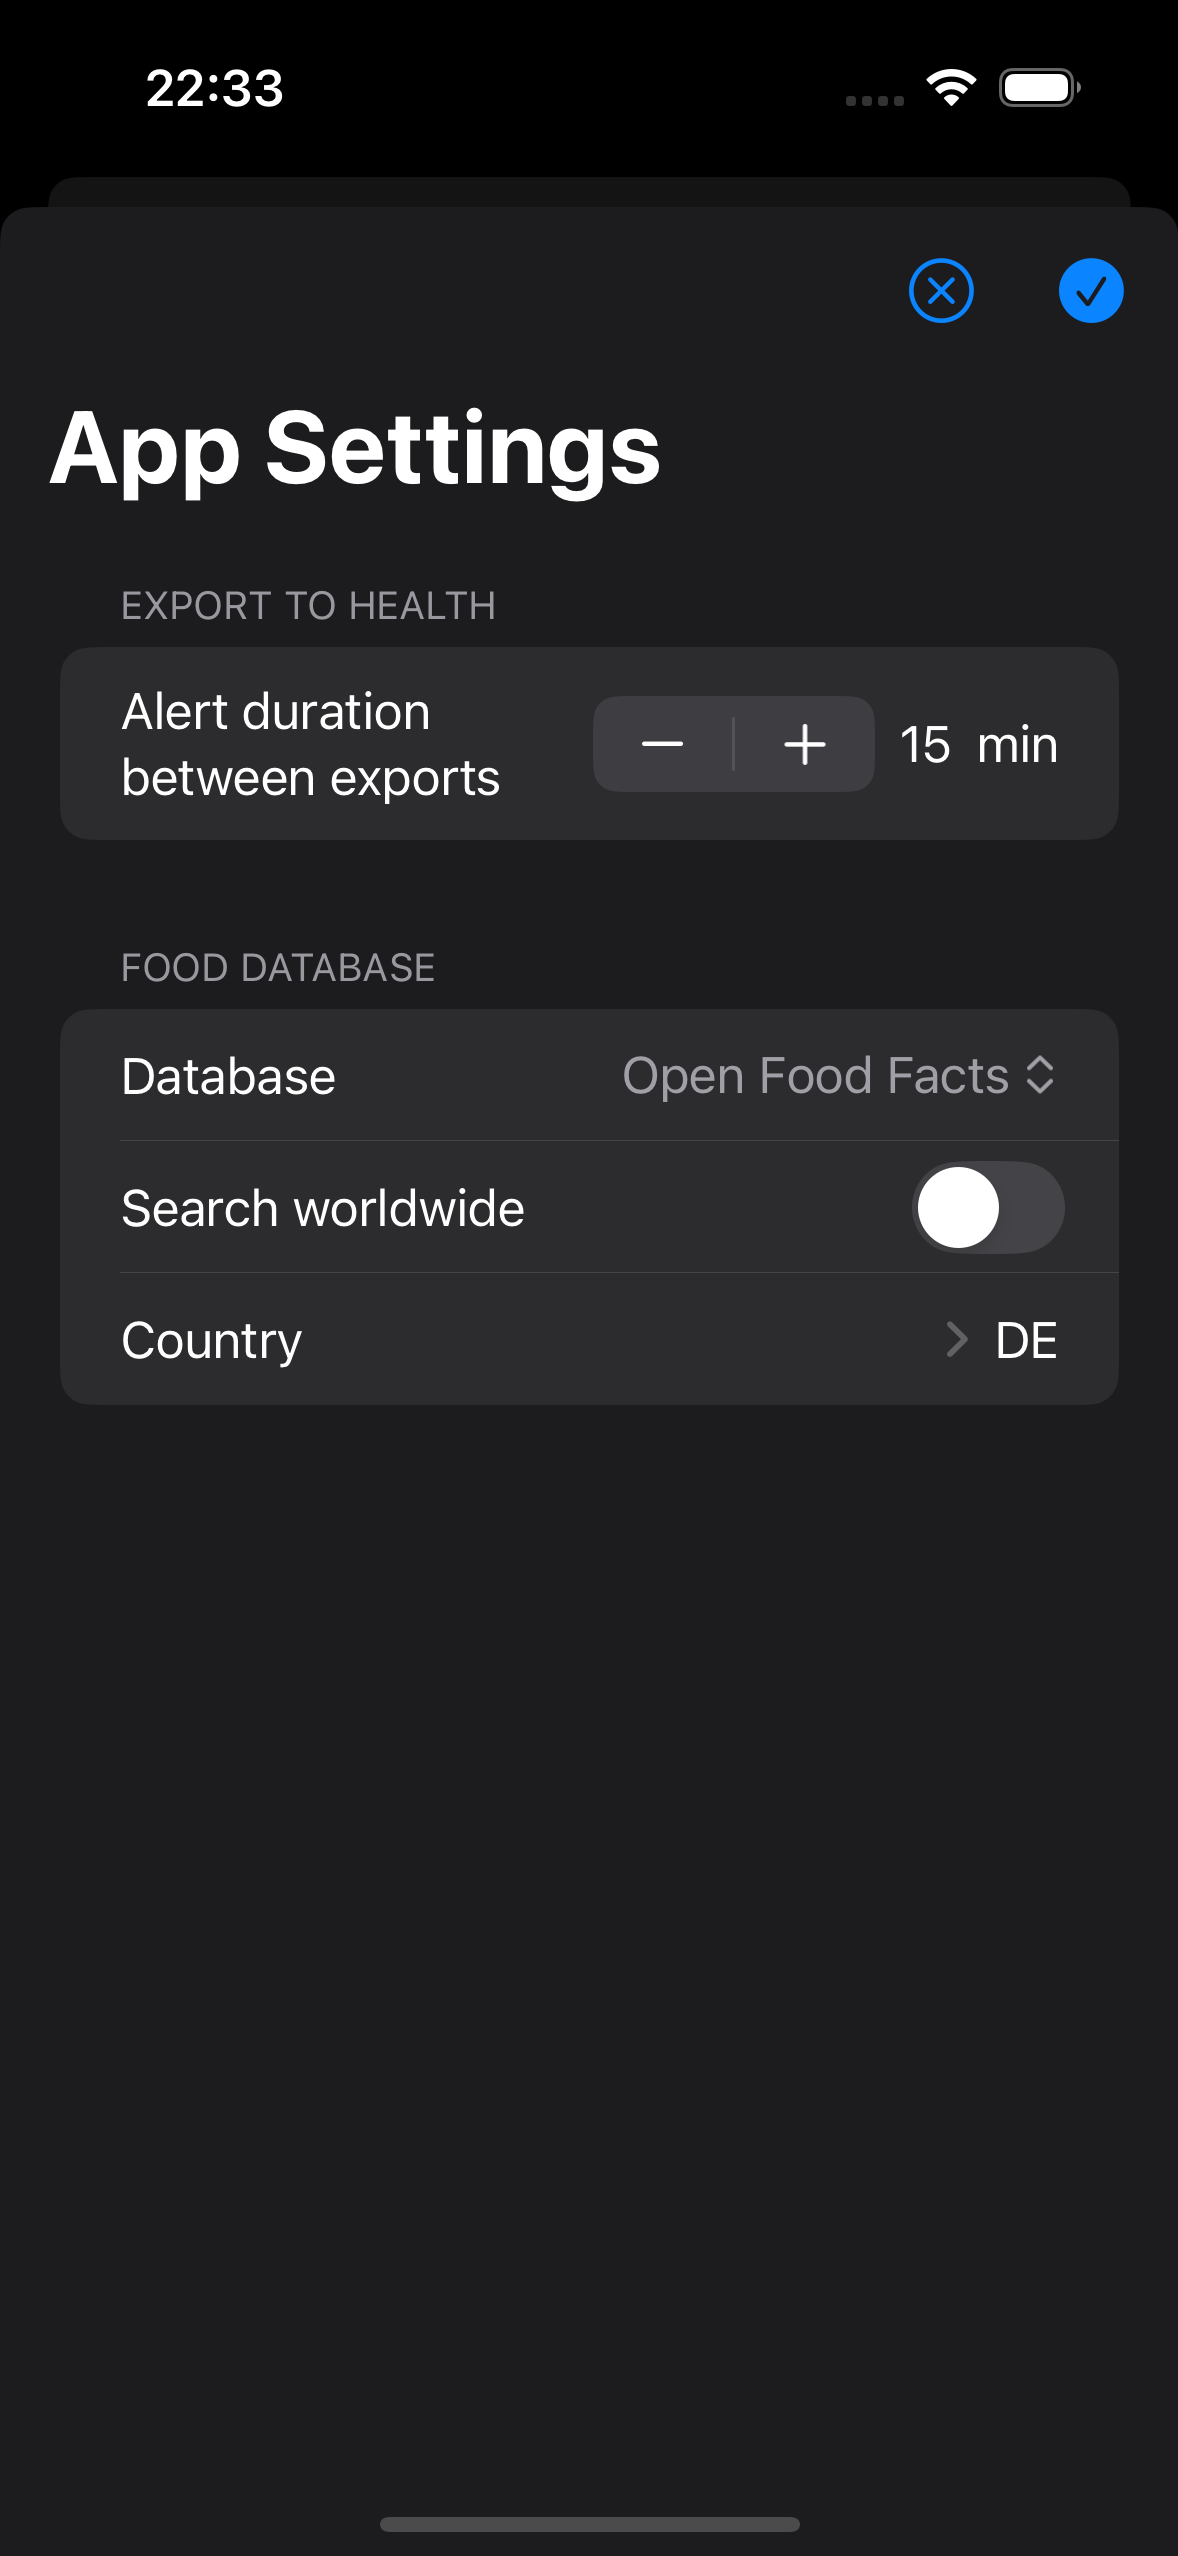 22:33
App Settings
EXPORT TO HEALTH
Alert duration
between exports
15 min
FOOD DATABASE
Database
Open Food Facts
Search worldwide
Country
DE